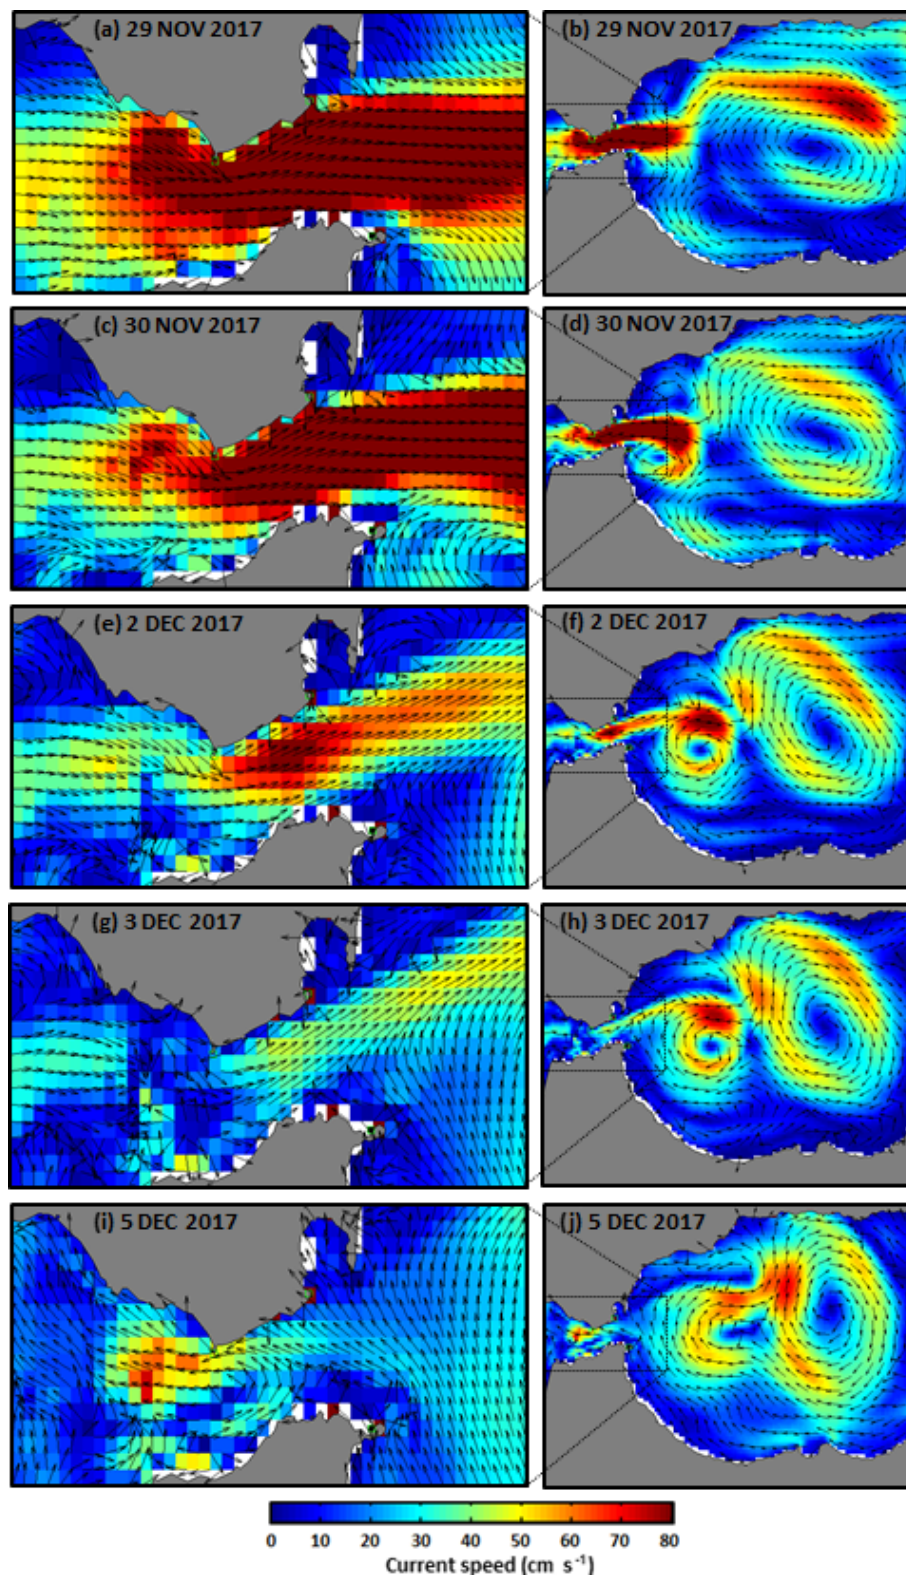 (a) 29 NOV 2017
(b) 29 NOV 2017
(c) 30 NOV 2017
(d) 30 NOV 2017
(e) 2 DEC 2017
(f) 2 DEC 2017
(g) 3 DEC 2017
(h) 3 DEC 2017
(i) 5 DEC 2017
(j) 5 DEC 2017
0 10 20 30 40 50 60 70 80
Current speed (cm s⁻¹)